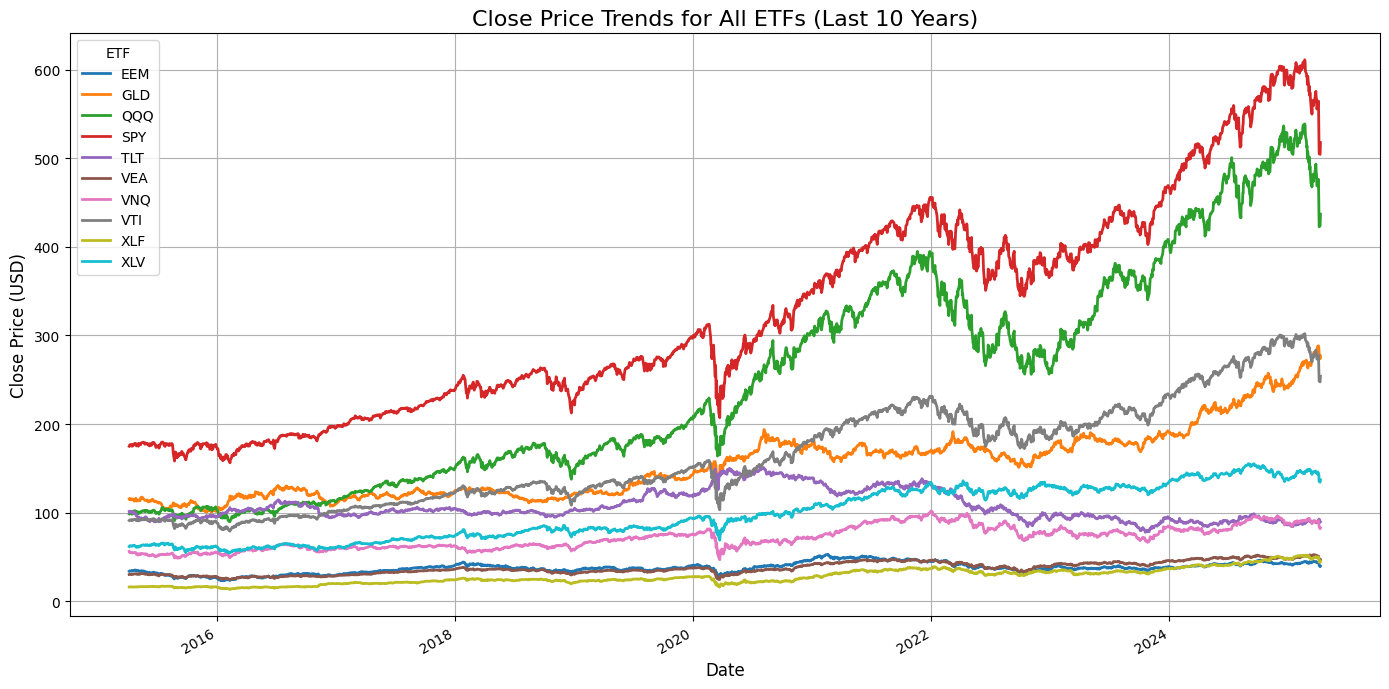 Close Price Trends for All ETFs (Last 10 Years)
ETF
EEM
GLD
QQQ
SPY
TLT
VEA
VNQ
VTI
XLF
XLV
Close Price (USD)
600
500
400
300
200
100
0
2016
2018
2020
2022
2024
Date